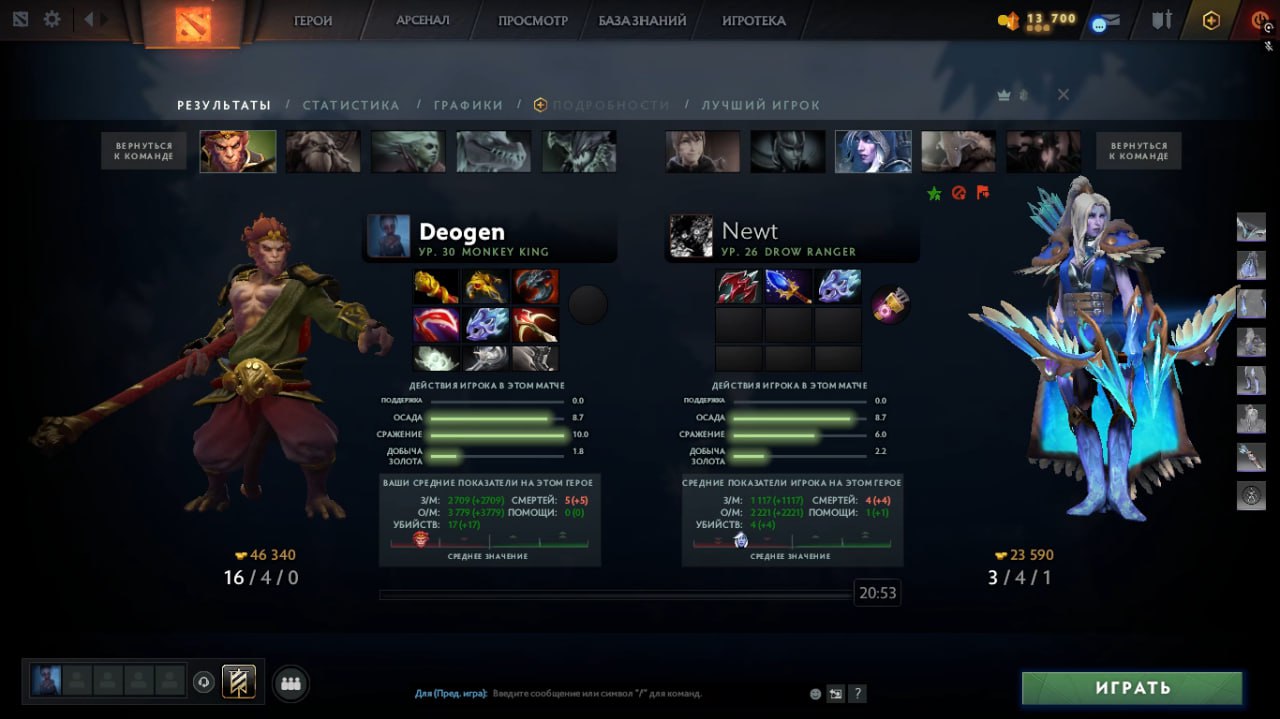 ГЕРОИ АРСЕНАЛ ПРОСМОТР БАЗА ЗНАНИЙ ИГРОТЕКА 13 700
РЕЗУЛЬТАТЫ / СТАТИСТИКА / ГРАФИКИ / ПОДРОБНОСТИ / ЛУЧШИЙ ИГРОК
ВЕРНУТЬСЯ
К КОМАНДЕ
ВЕРНУТЬСЯ
К КОМАНДЕ
Deogen
УР. 30 MONKEY KING
ДЕЙСТВИЯ ИГРОКА В ЭТОМ МАТЧЕ
ПОДДЕРЖКА 0.0
ОСАДА 8.7
СРАЖЕНИЕ 10.0
ДОБЫЧА
ЗОЛОТА 1.8
ВАШИ СРЕДНИЕ ПОКАЗАТЕЛИ НА ЭТОМ ГЕРОЕ
З/М: 2 709 (+2709) СМЕРТЕЙ: 5 (+5)
О/М: 3 779 (+3779) ПОМОЩИ: 0 (0)
УБИЙСТВ: 17 (+17)
СРЕДНЕЕ ЗНАЧЕНИЕ
46 340
16 / 4 / 0
Newt
УР. 26 DROW RANGER
ДЕЙСТВИЯ ИГРОКА В ЭТОМ МАТЧЕ
ПОДДЕРЖКА 0.0
ОСАДА 8.7
СРАЖЕНИЕ 6.0
ДОБЫЧА
ЗОЛОТА 2.2
СРЕДНИЕ ПОКАЗАТЕЛИ ИГРОКА НА ЭТОМ ГЕРОЕ
З/М: 1 117 (+1117) СМЕРТЕЙ: 4 (+4)
О/М: 2 221 (+2221) ПОМОЩИ: 1 (+1)
УБИЙСТВ: 4 (+4)
СРЕДНЕЕ ЗНАЧЕНИЕ
23 590
3 / 4 / 1
20:53
Для (Пред. игра): Введите сообщение или символ "/" для команд.
?
ИГРАТЬ